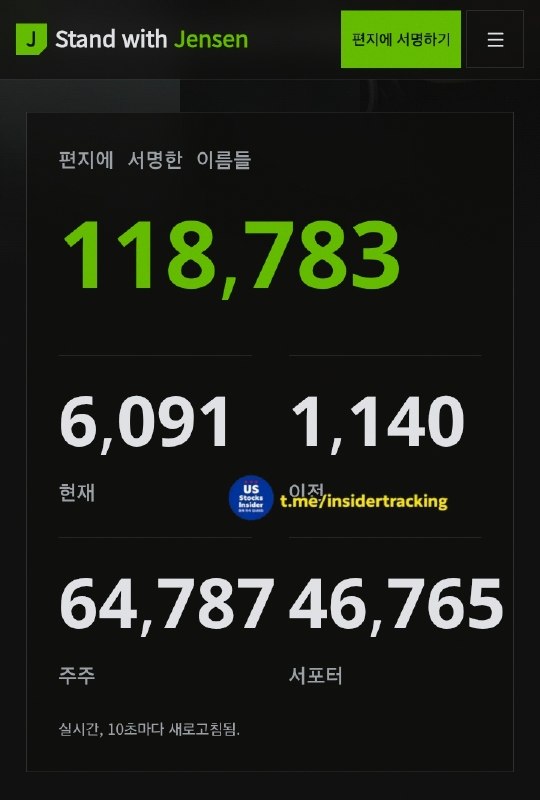 J Stand with Jensen
편지에 서명하기
편지에 서명한 이름들
118,783
6,091 1,140
현재 이전
US
Stocks
Insider
t.me/insidertracking
64,787 46,765
주주 서포터
실시간, 10초마다 새로고침됨.